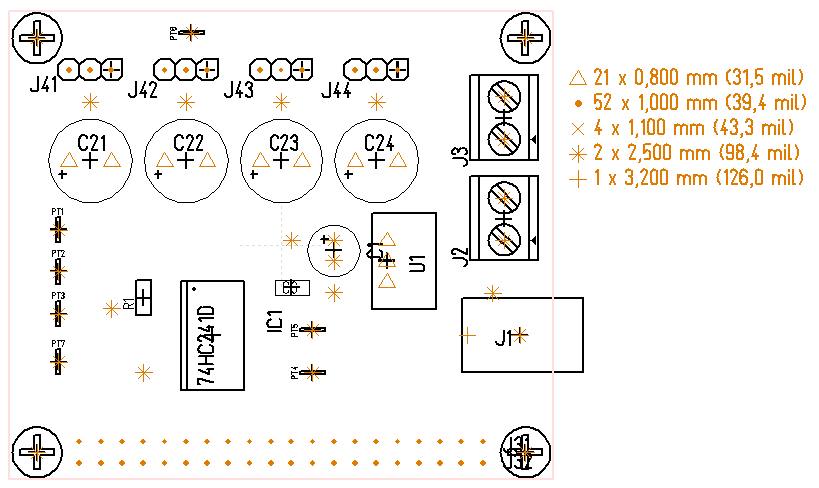 PT8
J41
J42
J43
J44
C21
C22
C23
C24
J3
J2
21 x 0,800 mm (31,5 mil)
52 x 1,000 mm (39,4 mil)
4 x 1,100 mm (43,3 mil)
2 x 2,500 mm (98,4 mil)
1 x 3,200 mm (126,0 mil)
PT1
PT2
PT3
PT7
R1
74HC241D
IC1
PT5
PT4
C1
U1
J1
J31
J32